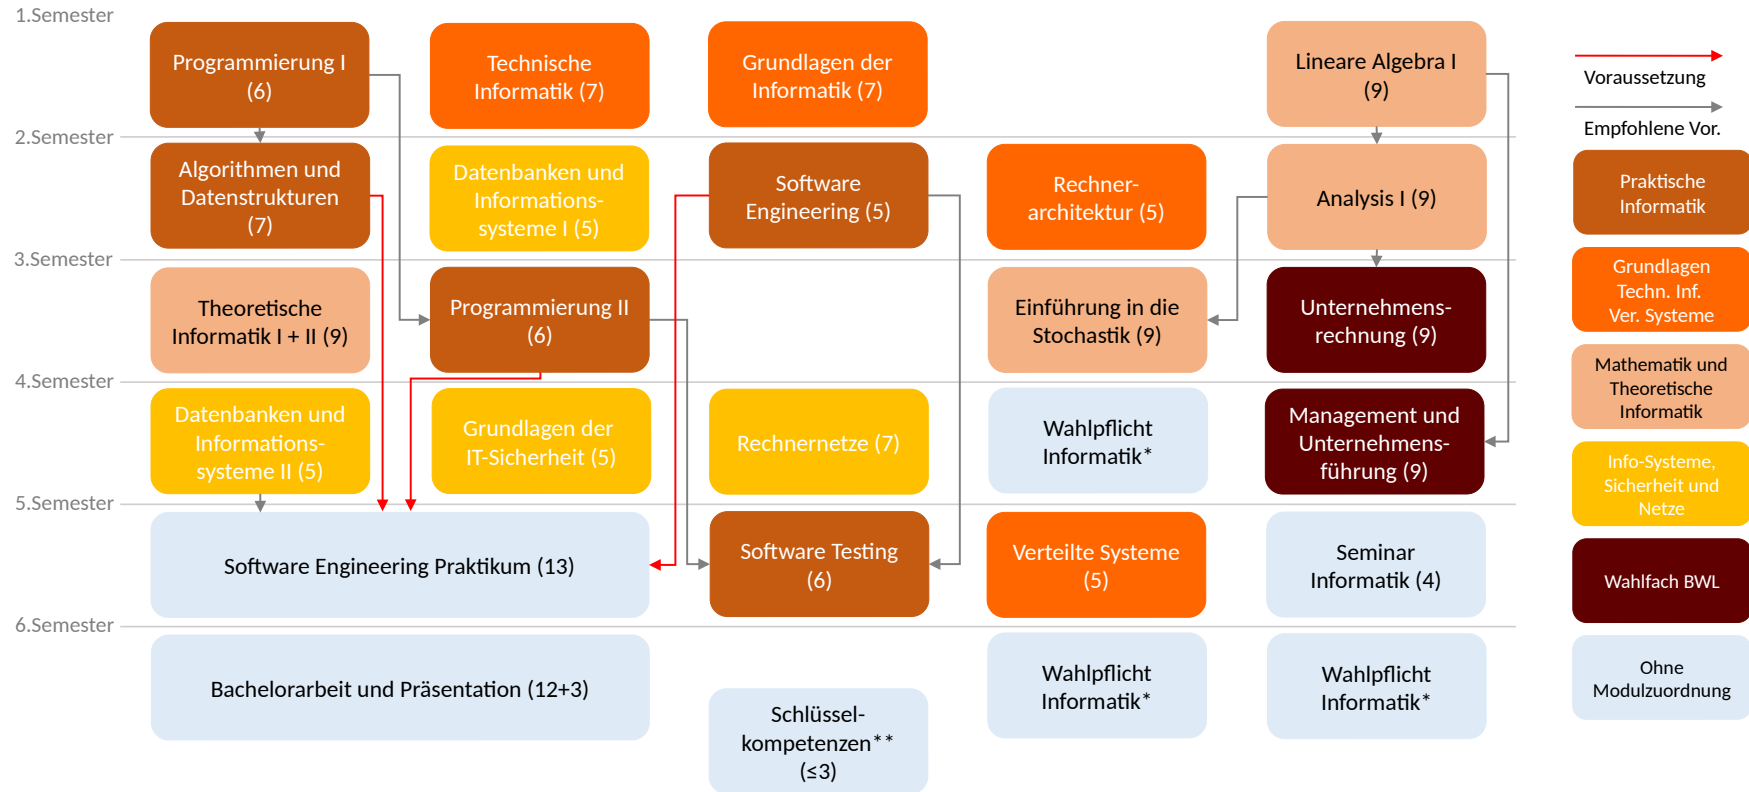 1.Semester
Programmierung I
(6)
Technische
Informatik (7)
Grundlagen der
Informatik (7)
Lineare Algebra I
(9)
2.Semester
Algorithmen und
Datenstrukturen
(7)
Datenbanken und
Informations-
systeme I (5)
Software
Engineering (5)
Rechner-
architektur (5)
Analysis I (9)
3.Semester
Theoretische
Informatik I + II (9)
Programmierung II
(6)
Einführung in die
Stochastik (9)
Unternehmens-
rechnung (9)
4.Semester
Datenbanken und
Informations-
systeme II (5)
Grundlagen der
IT-Sicherheit (5)
Rechnernetze (7)
Wahlpflicht
Informatik*
Management und
Unternehmens-
führung (9)
5.Semester
Software Engineering Praktikum (13)
Software Testing
(6)
Verteilte Systeme
(5)
Seminar
Informatik (4)
6.Semester
Bachelorarbeit und Präsentation (12+3)
Schlüssel-
kompetenzen**
(≤3)
Wahlpflicht
Informatik*
Wahlpflicht
Informatik*
Voraussetzung
Empfohlene Vor.
Praktische
Informatik
Grundlagen
Techn. Inf.
Ver. Systeme
Mathematik und
Theoretische
Informatik
Info-Systeme,
Sicherheit und
Netze
Wahlfach BWL
Ohne
Modulzuordnung